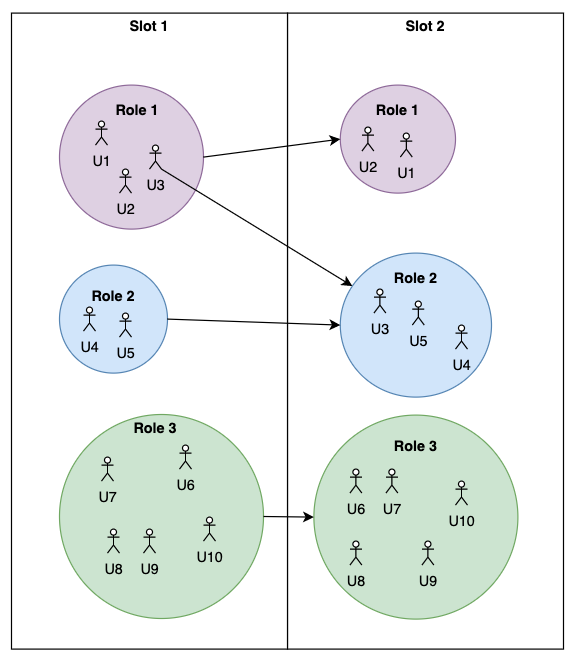 Slot 1
Slot 2
Role 1
U1
U3
U2
Role 1
U2
U1
Role 2
U4
U5
Role 2
U3
U5
U4
Role 3
U7
U6
U8
U9
U10
Role 3
U6
U7
U10
U8
U9